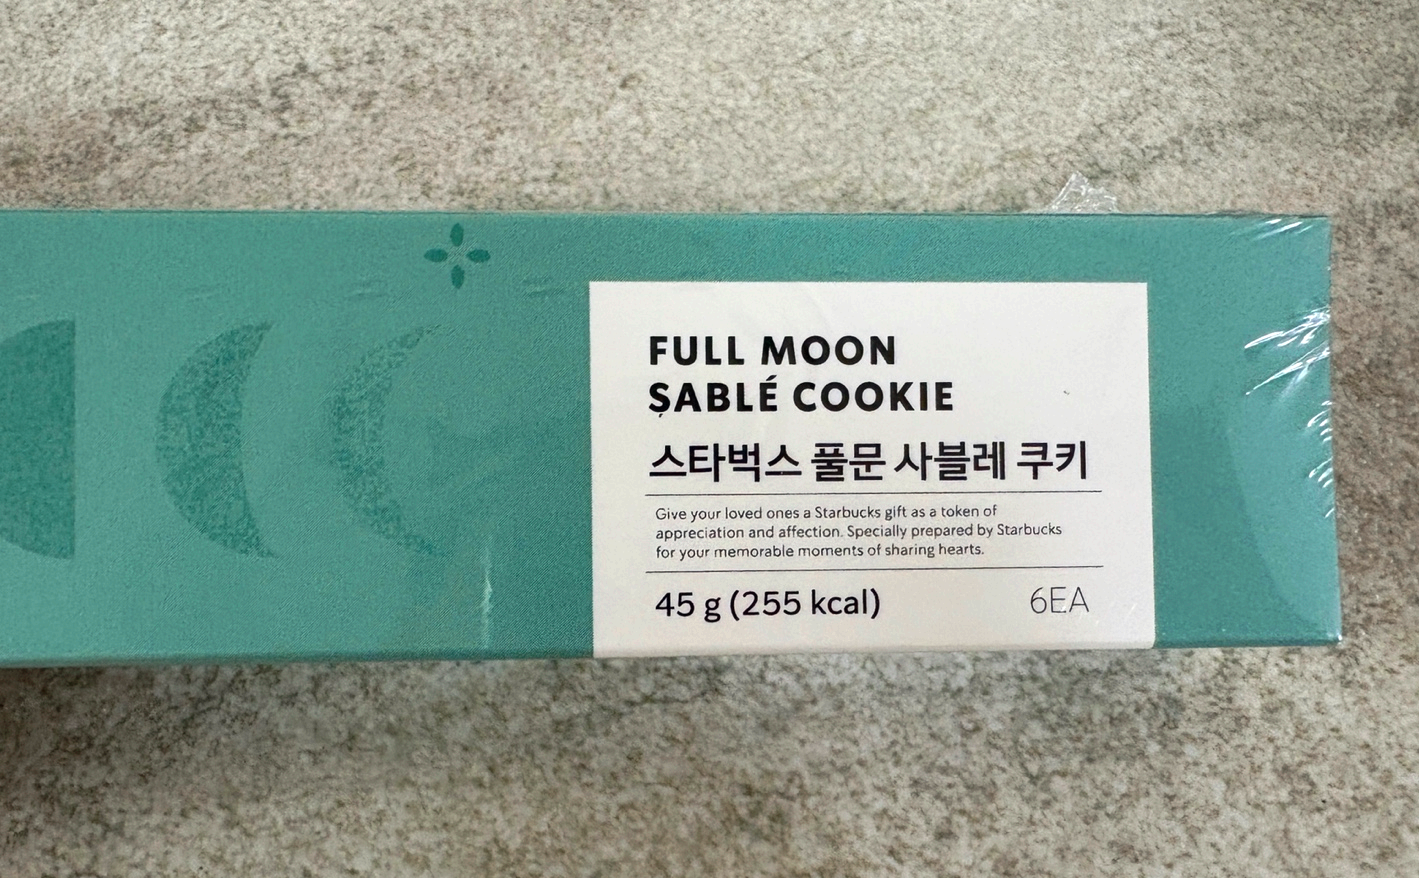 FULL MOON
SABLÉ COOKIE
스타벅스 풀문 사블레 쿠키
Give your loved ones a Starbucks gift as a token of
appreciation and affection. Specially prepared by Starbucks
for your memorable moments of sharing hearts.
45 g (255 kcal) 6EA